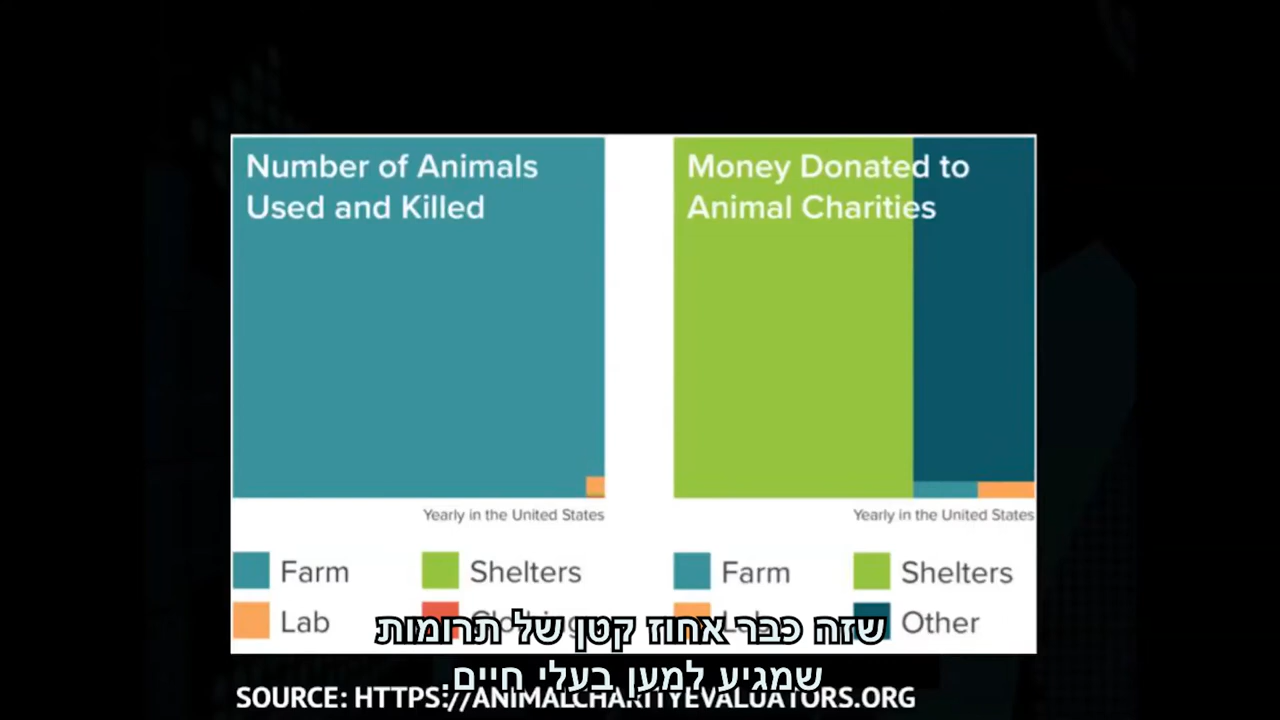 Number of Animals
Used and Killed
Yearly in the United States
Farm
Shelters
Lab
Money Donated to
Animal Charities
Yearly in the United States
Farm
Shelters
Lab
Other
שזה כבר אחוז קטן של תרומות
שמגיע למען בעלי חיים.
SOURCE: HTTPS://ANIMALCHARITYEVALUATORS.ORG